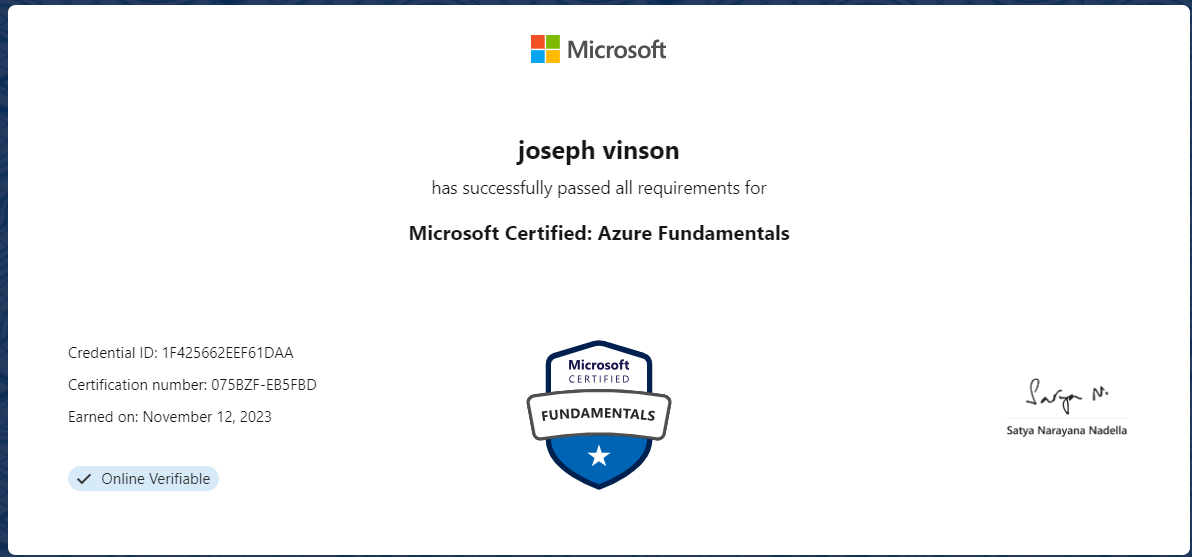 Microsoft
joseph vinson
has successfully passed all requirements for
Microsoft Certified: Azure Fundamentals
Credential ID: 1F425662EEF61DAA
Certification number: 075BZF-EB5FBD
Earned on: November 12, 2023
Online Verifiable
Microsoft
CERTIFIED
FUNDAMENTALS
Satya N.
Satya Narayana Nadella